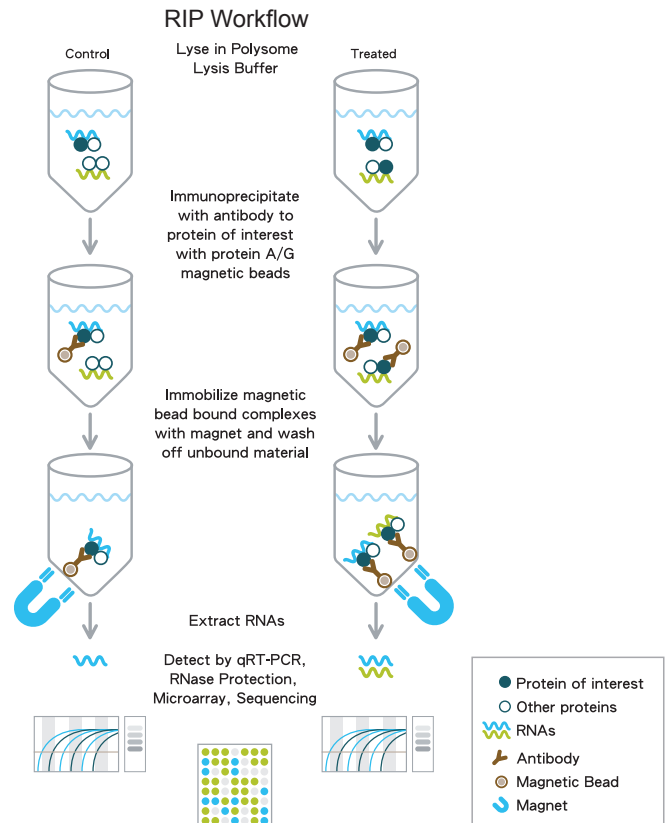 RIP Workflow
Control
Lyse in Polysome
Lysis Buffer
Treated
Immunoprecipitate
with antibody to
protein of interest
with protein A/G
magnetic beads
Immobilize magnetic
bead bound complexes
with magnet and wash
off unbound material
Extract RNAs
Detect by qRT-PCR,
RNase Protection,
Microarray, Sequencing
Protein of interest
Other proteins
RNAs
Antibody
Magnetic Bead
Magnet